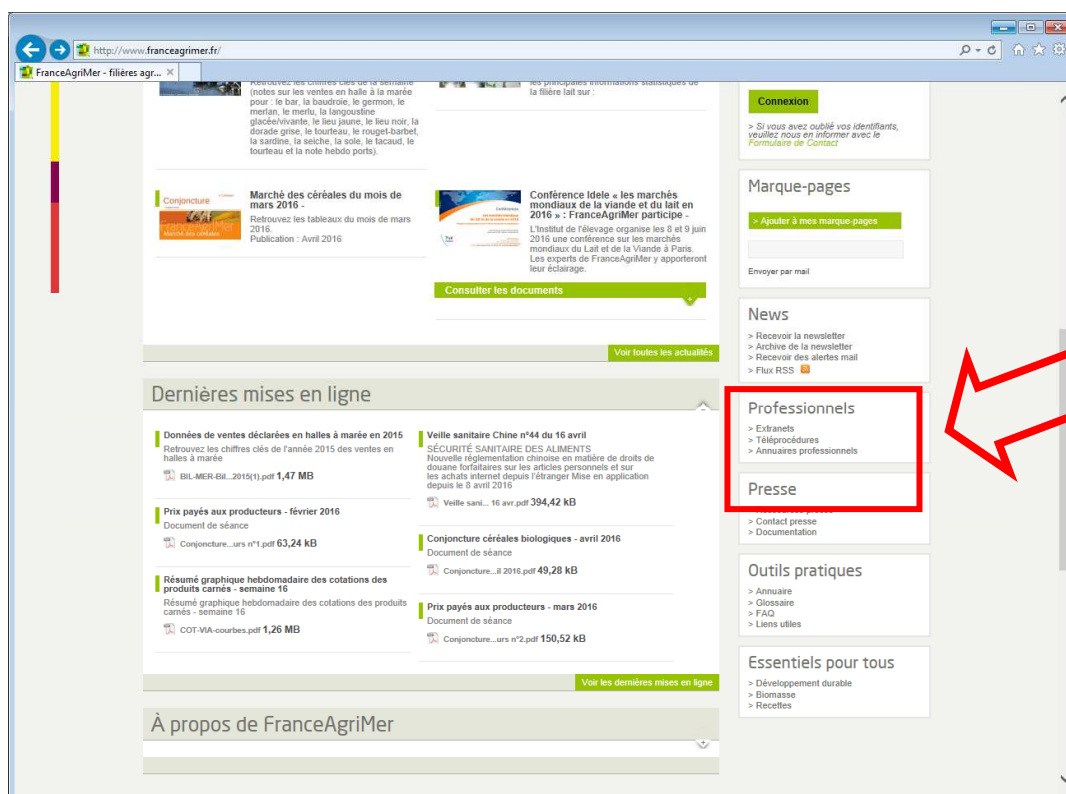 http://www.franceagrimer.fr/
FranceAgriMer - filières agr...
Retrouvez les chiffres clés de la semaine
(notes sur les ventes en halle à la marée
pour : le bar, la baudroie, le germon, le
merlan, le merlu, la langoustine
glacée/vivante, le lieu jaune, le lieu noir, la
dorade grise, le tourteau, le rouget-barbet,
la sardine, la seiche, la sole, le tacaud, le
tourteau et la note hebdo ports).
les principales informations statistiques de
la filière lait sur :
Conjoncture
FranceAgriMer
Marché des céréales du mois de
mars 2016 -
Retrouvez les tableaux du mois de mars
2016.
Publication : Avril 2016
Conférence Idele « les marchés
mondiaux de la viande et du lait en
2016 » : FranceAgriMer participe -
L'Institut de l'élevage organise les 8 et 9 juin
2016 une conférence sur les marchés
mondiaux du Lait et de la Viande à Paris.
Les experts de FranceAgriMer y apporteront
leur éclairage.
Consulter les documents
Voir toutes les actualités
Dernières mises en ligne
Données de ventes déclarées en halles à marée en 2015
Retrouvez les chiffres clés de l'année 2015 des ventes en
halles à marée
BIL-MER-Bil...2015(1).pdf 1,47 MB
Prix payés aux producteurs - février 2016
Document de séance
Conjoncture...urs n°1.pdf 63,24 kB
Résumé graphique hebdomadaire des cotations des
produits carnés - semaine 16
Résumé graphique hebdomadaire des cotations des produits
carnés - semaine 16
COT-VIA-courbes.pdf 1,26 MB
Veille sanitaire Chine n°44 du 16 avril
SÉCURITÉ SANITAIRE DES ALIMENTS
Nouvelle réglementation chinoise en matière de droits de
douane forfaitaires sur les articles personnels et sur
les achats internet depuis l'étranger Mise en application
depuis le 8 avril 2016
Veille sani... 16 avr.pdf 394,42 kB
Conjoncture céréales biologiques - avril 2016
Document de séance
Conjoncture...il 2016.pdf 49,28 kB
Prix payés aux producteurs - mars 2016
Document de séance
Conjoncture...urs n°2.pdf 150,52 kB
Voir les dernières mises en ligne
À propos de FranceAgriMer
Connexion
> Si vous avez oublié vos identifiants,
veuillez nous en informer avec le
Formulaire de Contact
Marque-pages
> Ajouter à mes marque-pages
Envoyer par mail
News
> Recevoir la newsletter
> Archive de la newsletter
> Recevoir des alertes mail
> Flux RSS
Professionnels
> Extranets
> Téléprocédures
> Annuaires professionnels
Presse
> Ressources presse
> Contact presse
> Documentation
Outils pratiques
> Annuaire
> Glossaire
> FAQ
> Liens utiles
Essentiels pour tous
> Développement durable
> Biomasse
> Recettes